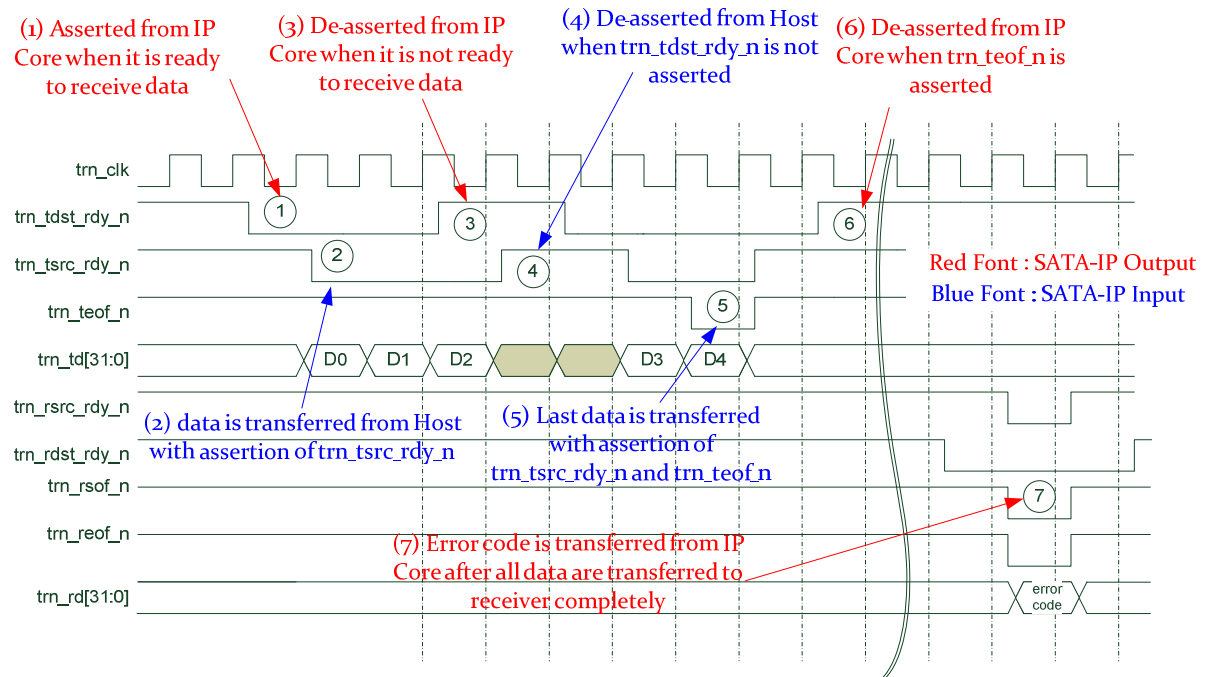 (1) Asserted from IP
Core when it is ready
to receive data
(3) De-asserted from IP
Core when it is not ready
to receive data
(4) De-asserted from Host
when trn_tdst_rdy_n is not
asserted
(6) De-asserted from IP
Core when trn_teof_n is
asserted
trn_clk
trn_tdst_rdy_n
1
3
6
trn_tsrc_rdy_n
2
4
Red Font : SATA-IP Output
Blue Font : SATA-IP Input
trn_teof_n
5
trn_td[31:0]
D0
D1
D2
D3
D4
trn_rsrc_rdy_n
(2) data is transferred from Host
with assertion of trn_tsrc_rdy_n
(5) Last data is transferred
with assertion of
trn_tsrc_rdy_n and trn_teof_n
trn_rdst_rdy_n
trn_rsof_n
7
trn_reof_n
(7) Error code is transferred from IP
Core after all data are transferred to
receiver completely
trn_rd[31:0]
error
code